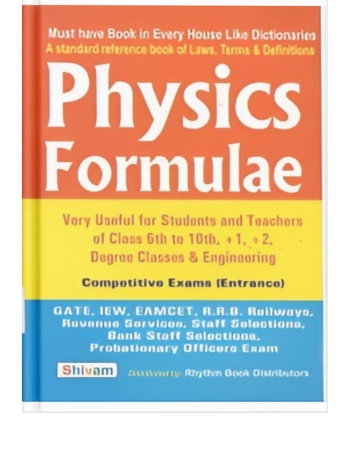 Must have Book in Every House Like Dictionaries
A standard reference book of Laws, Terms & Definitions
Physics
Formulae
Very Useful for Students and Teachers
of Class 6th to 10th, +1, +2,
Degree Classes & Engineering
Competitive Exams (Entrance)
GATE, IEW, EAMCET, R.R.B. Railways,
Revenue Services, Staff Selections,
Bank Staff Selections,
Probationary Officers Exam
Shivam
Distributed by Rhythm Book Distributors